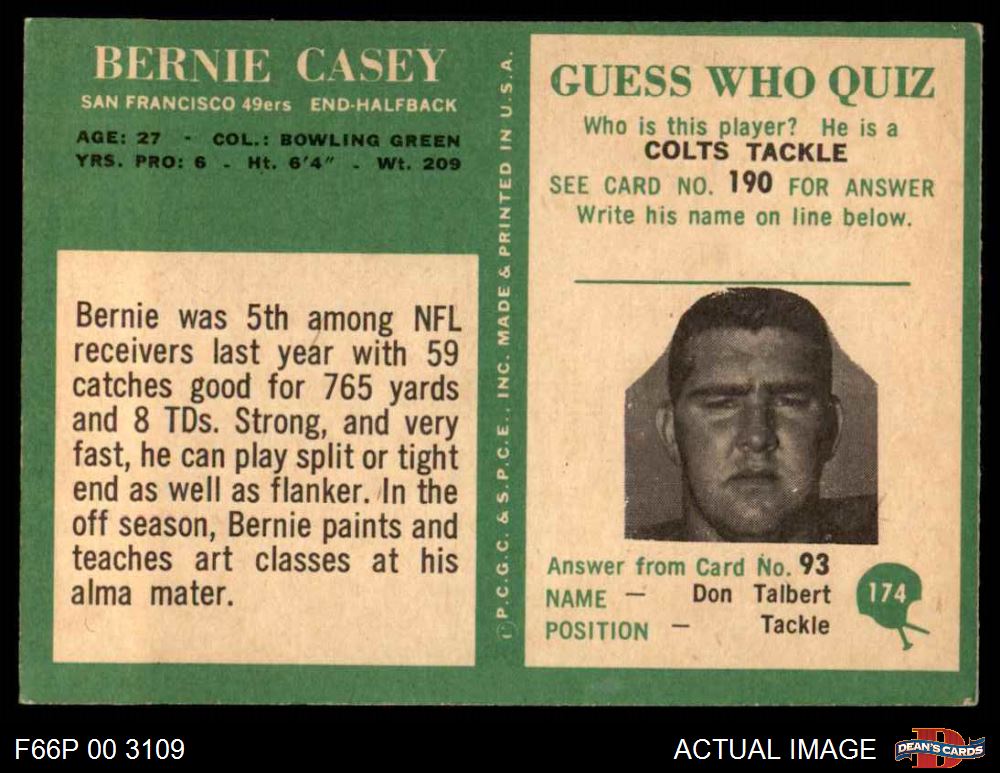 BERNIE CASEY
SAN FRANCISCO 49ers END-HALFBACK
AGE: 27 - COL.: BOWLING GREEN
YRS. PRO: 6 - Ht. 6'4" - Wt. 209
Bernie was 5th among NFL
receivers last year with 59
catches good for 765 yards
and 8 TDs. Strong, and very
fast, he can play split or tight
end as well as flanker. In the
off season, Bernie paints and
teaches art classes at his
alma mater.
©P.C.G.C. & S.P.C.E., INC. MADE & PRINTED IN U.S.A.
GUESS WHO QUIZ
Who is this player? He is a
COLTS TACKLE
SEE CARD NO. 190 FOR ANSWER
Write his name on line below.
Answer from Card No. 93
NAME — Don Talbert
POSITION — Tackle
174
F66P 00 3109
ACTUAL IMAGE
D
DEAN'S CARDS